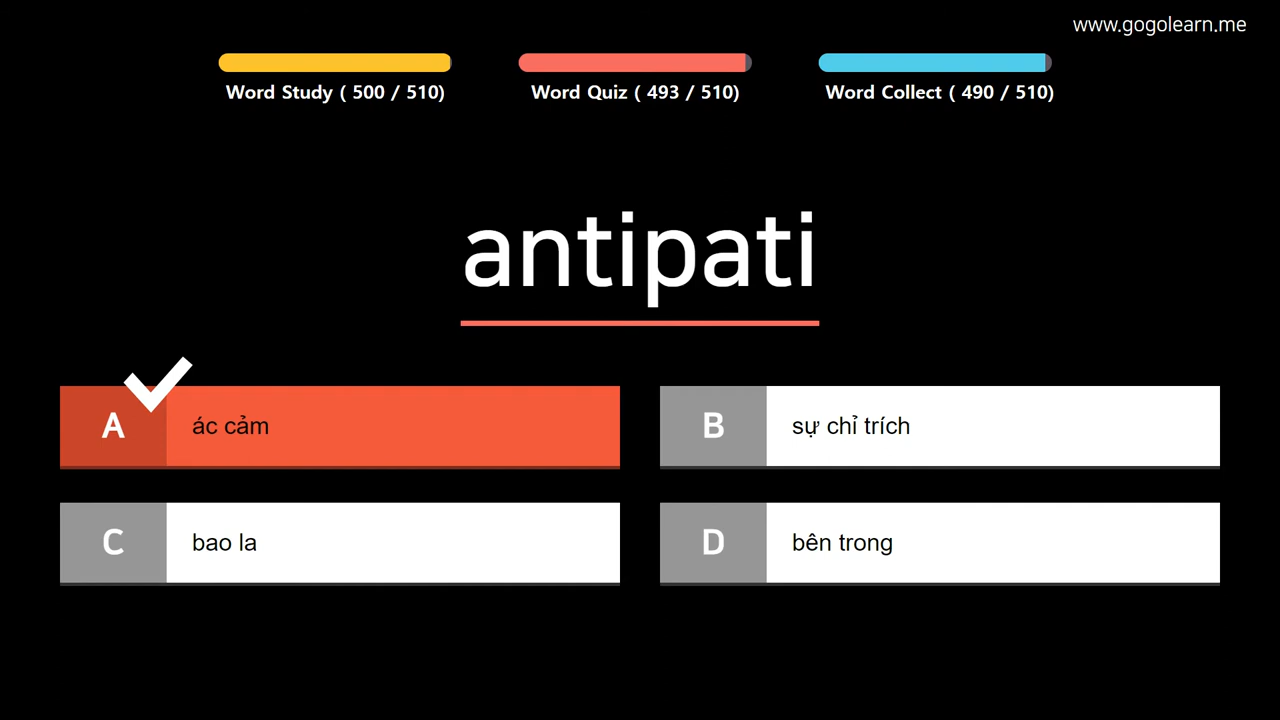 www.gogolearn.me
Word Study ( 500 / 510)
Word Quiz ( 493 / 510)
Word Collect ( 490 / 510)
antipati
A ác cảm
B sự chỉ trích
C bao la
D bên trong